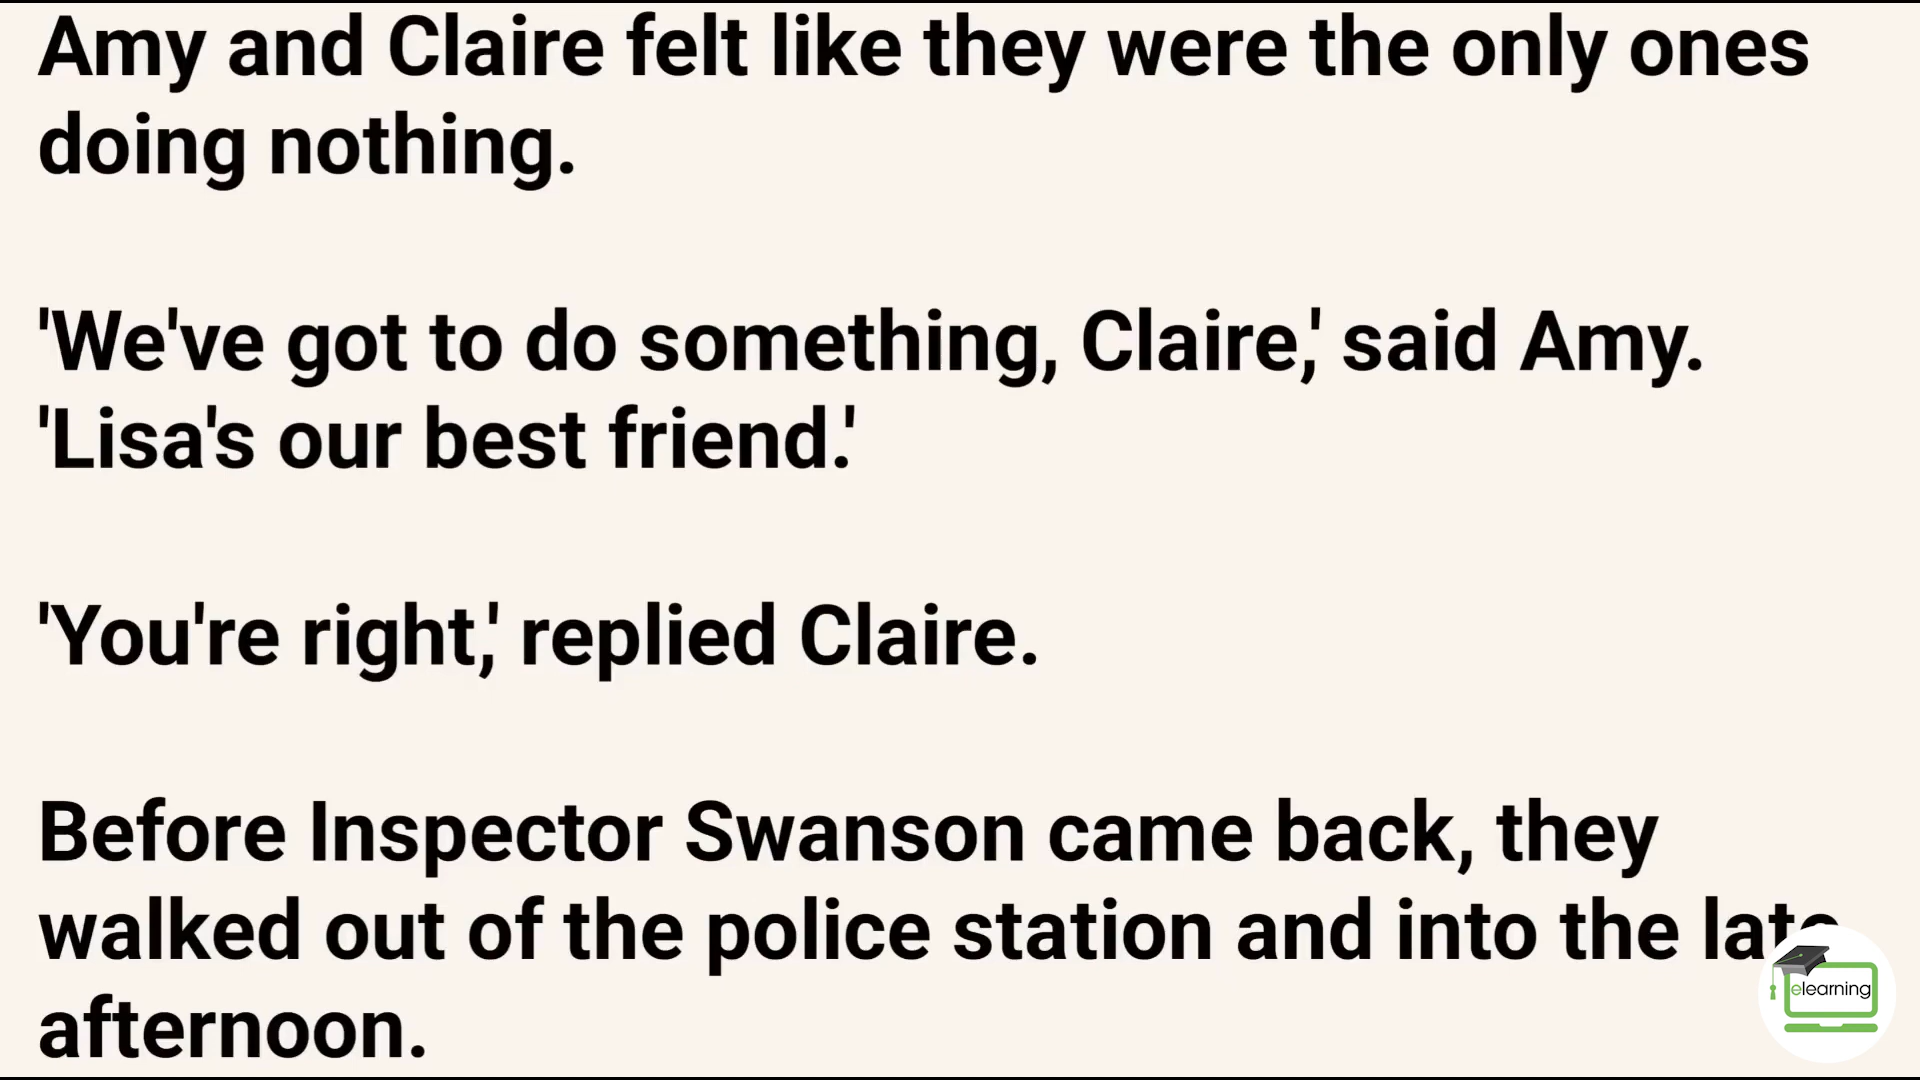 Amy and Claire felt like they were the only ones
doing nothing.
'We've got to do something, Claire,' said Amy.
'Lisa's our best friend.'
'You're right,' replied Claire.
Before Inspector Swanson came back, they
walked out of the police station and into the late
afternoon.
elearning